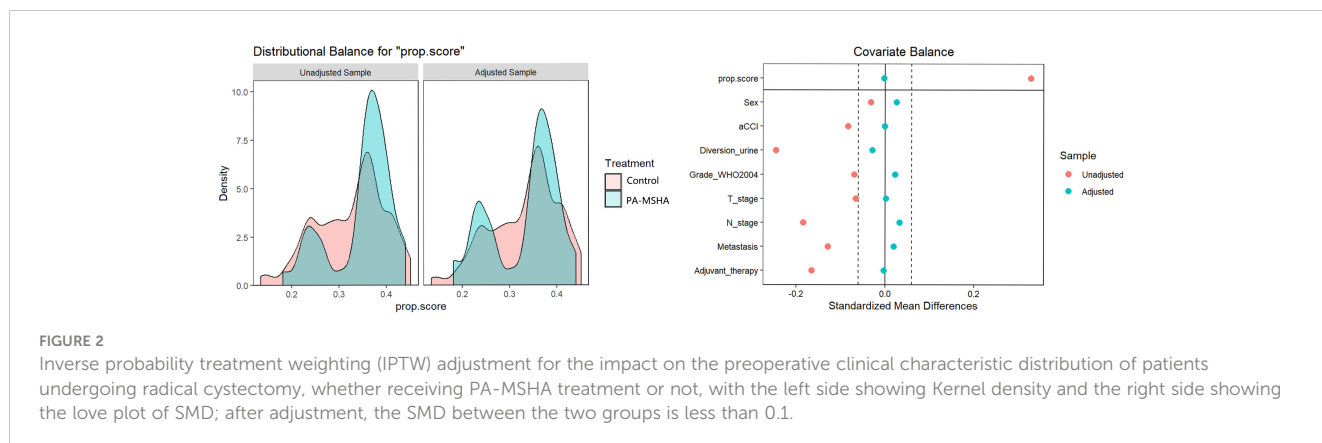 Distributional Balance for "prop.score"
Unadjusted Sample
Adjusted Sample
10.0
7.5
5.0
2.5
0.0
Density
0.2
0.3
0.4
0.2
0.3
0.4
prop.score
Treatment
Control
PA-MSHA
Covariate Balance
prop.score
Sex
aCCI
Diversion_urine
Grade_WHO2004
T_stage
N_stage
Metastasis
Adjuvant_therapy
-0.2
0.0
0.2
Standardized Mean Differences
Sample
Unadjusted
Adjusted
FIGURE 2
Inverse probability treatment weighting (IPTW) adjustment for the impact on the preoperative clinical characteristic distribution of patients
undergoing radical cystectomy, whether receiving PA-MSHA treatment or not, with the left side showing Kernel density and the right side showing
the love plot of SMD; after adjustment, the SMD between the two groups is less than 0.1.